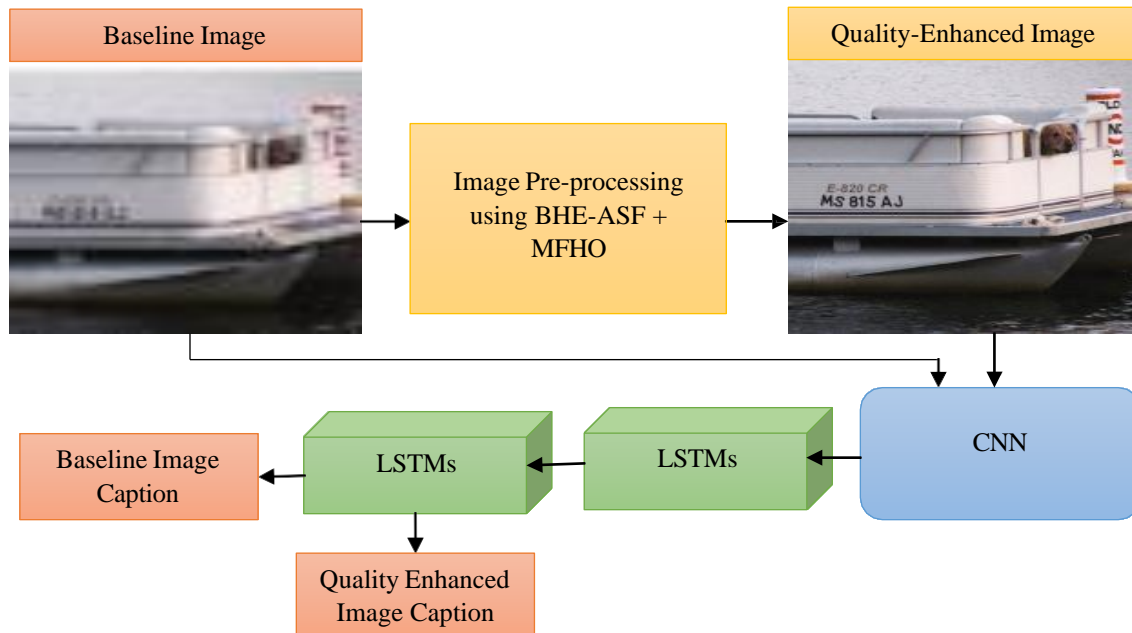 Baseline Image
Quality-Enhanced Image
Image Pre-processing
using BHE-ASF +
MFHO
E-820 CR
MS 815 AJ
CNN
LSTMs
LSTMs
Baseline Image
Caption
Quality Enhanced
Image Caption